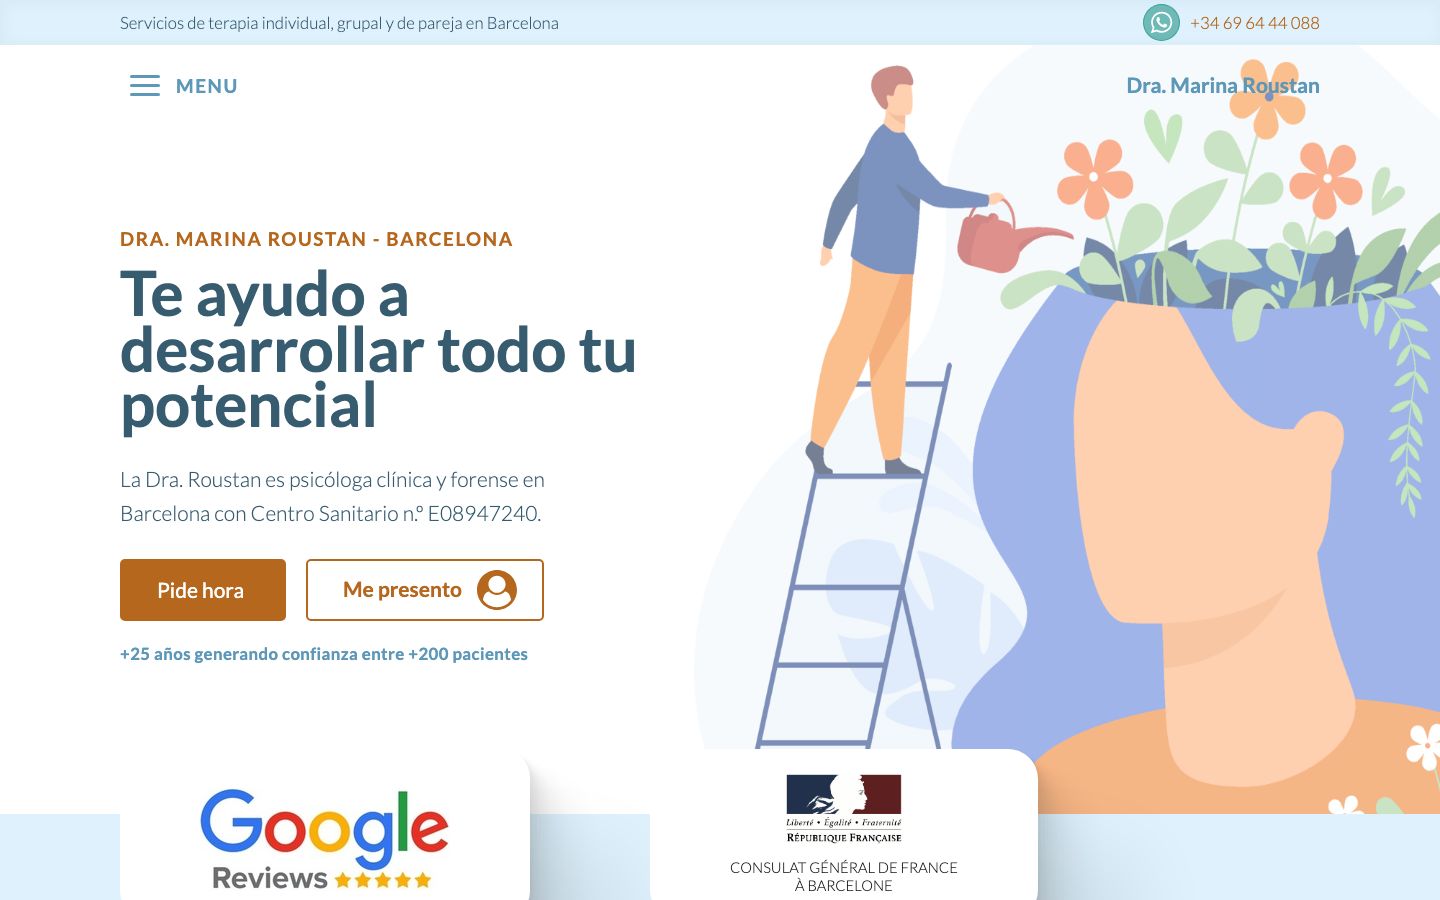 Servicios de terapia individual, grupal y de pareja en Barcelona
+34 69 64 44 088
MENU
Dra. Marina Roustan
DRA. MARINA ROUSTAN - BARCELONA
Te ayudo a
desarrollar todo tu
potencial
La Dra. Roustan es psicóloga clínica y forense en
Barcelona con Centro Sanitario n.º E08947240.
Pide hora
Me presento
+25 años generando confianza entre +200 pacientes
Google
Reviews
Liberté • Égalité • Fraternité
RÉPUBLIQUE FRANÇAISE
CONSULAT GÉNÉRAL DE FRANCE
À BARCELONE